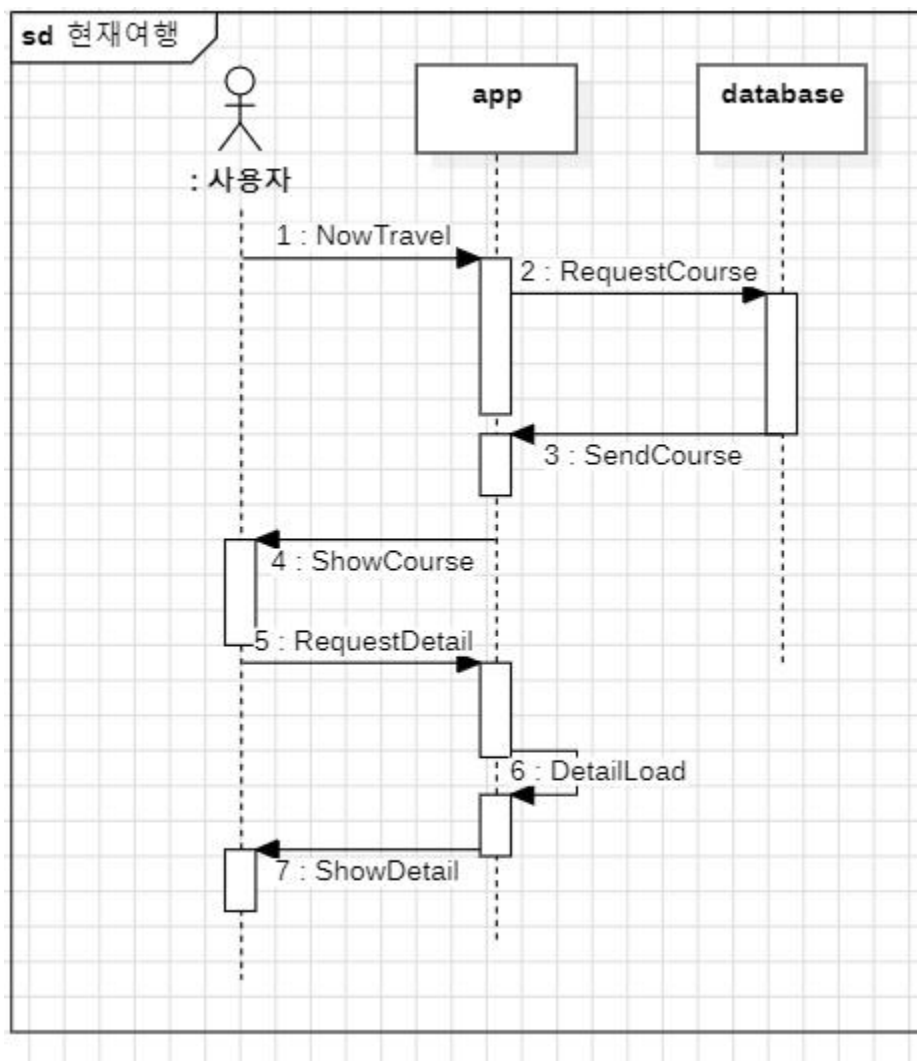 sd 현재여행
app
database
: 사용자
1 : NowTravel
2 : RequestCourse
3 : SendCourse
4 : ShowCourse
5 : RequestDetail
6 : DetailLoad
7 : ShowDetail